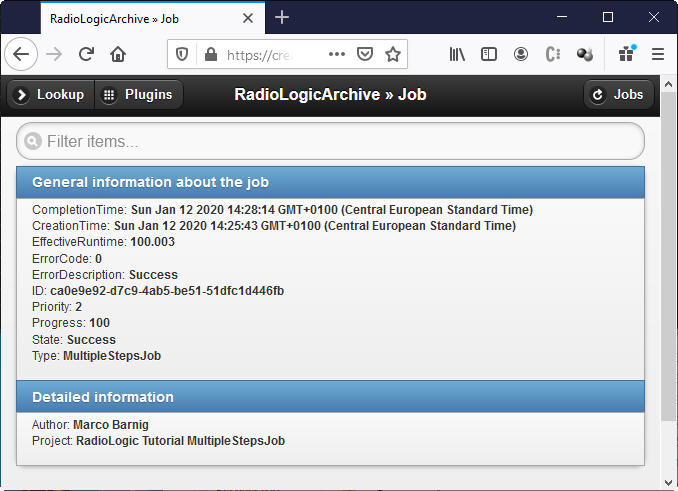 RadioLogicArchive » Job
https://cre
Lookup
Plugins
RadioLogicArchive » Job
Jobs
Filter items...
General information about the job
CompletionTime: Sun Jan 12 2020 14:28:14 GMT+0100 (Central European Standard Time)
CreationTime: Sun Jan 12 2020 14:25:43 GMT+0100 (Central European Standard Time)
EffectiveRuntime: 100.003
ErrorCode: 0
ErrorDescription: Success
ID: ca0e9e92-d7c9-4ab5-be51-51dfc1d446fb
Priority: 2
Progress: 100
State: Success
Type: MultipleStepsJob
Detailed information
Author: Marco Barnig
Project: RadioLogic Tutorial MultipleStepsJob